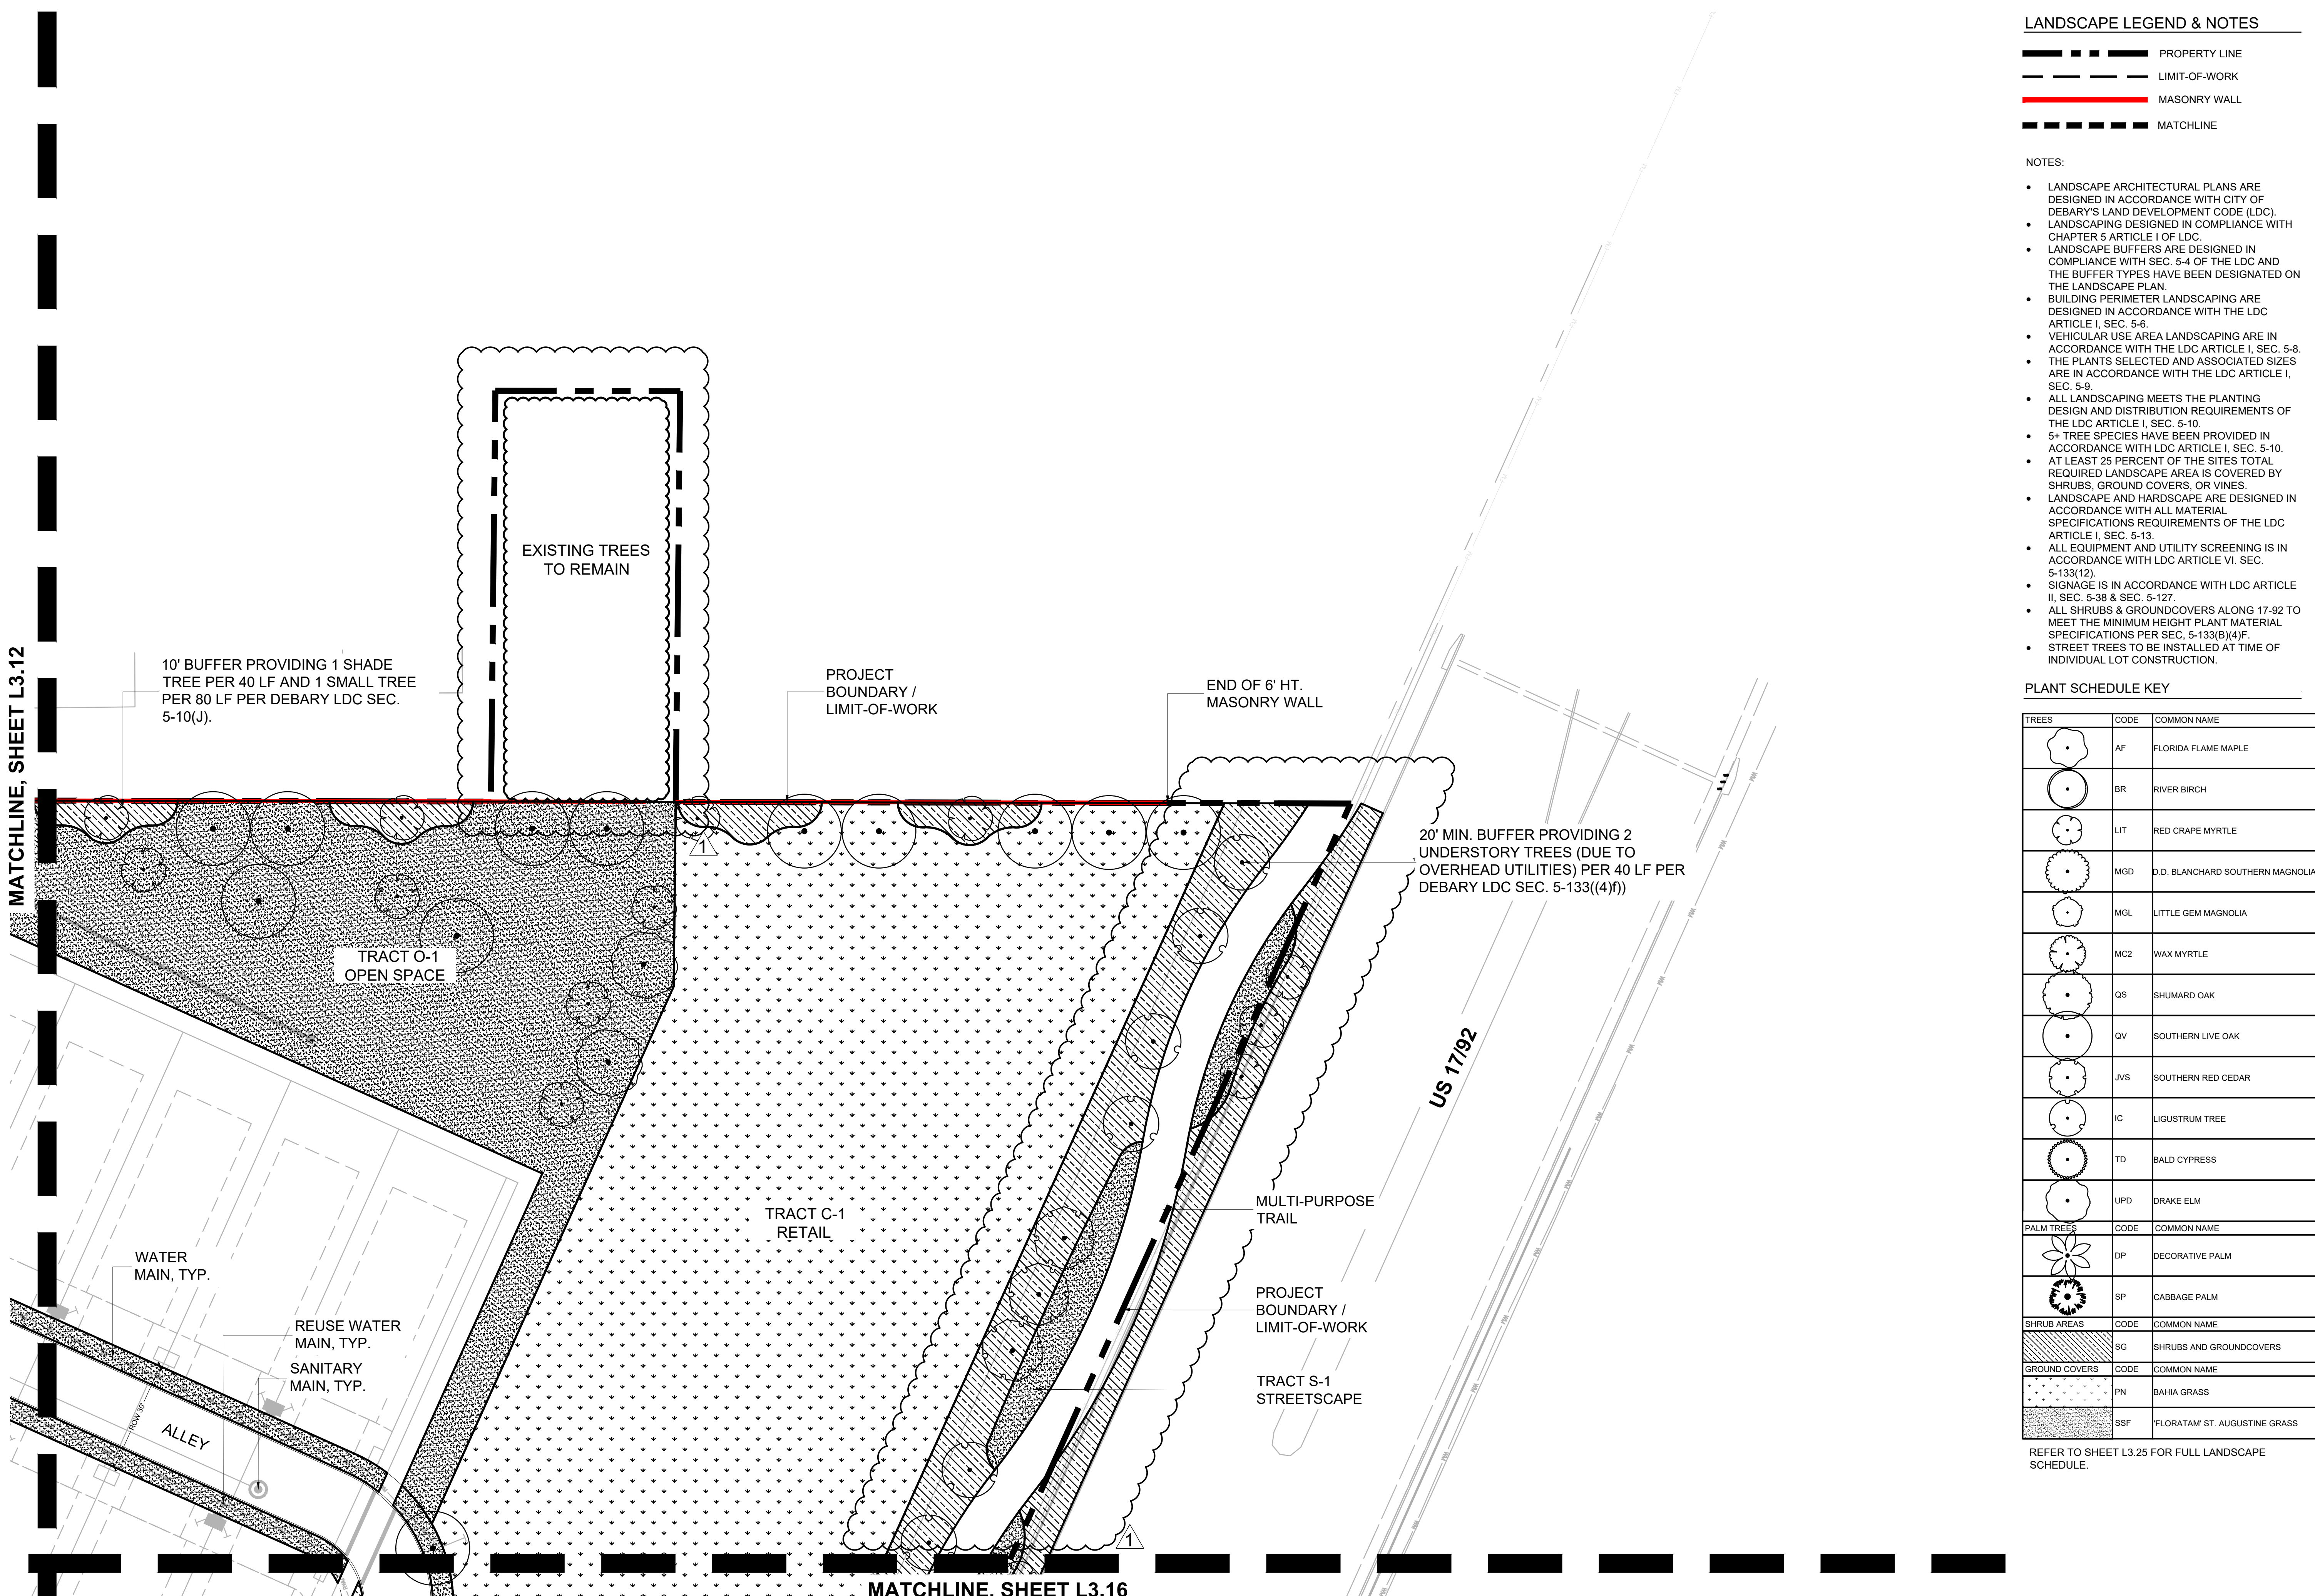 MATCHLINE, SHEET L3.12
10' BUFFER PROVIDING 1 SHADE
TREE PER 40 LF AND 1 SMALL TREE
PER 80 LF PER DEBARY LDC SEC.
5-10(J).
EXISTING TREES
TO REMAIN
PROJECT
BOUNDARY /
LIMIT-OF-WORK
END OF 6' HT.
MASONRY WALL
1
20' MIN. BUFFER PROVIDING 2
UNDERSTORY TREES (DUE TO
OVERHEAD UTILITIES) PER 40 LF PER
DEBARY LDC SEC. 5-133((4)f))
TRACT O-1
OPEN SPACE
US 17/92
TRACT C-1
RETAIL
MULTI-PURPOSE
TRAIL
WATER
MAIN, TYP.
PROJECT
BOUNDARY /
LIMIT-OF-WORK
REUSE WATER
MAIN, TYP.
SANITARY
MAIN, TYP.
TRACT S-1
STREETSCAPE
ROW 30'
ALLEY
1
MATCHLINE, SHEET L3.16
LANDSCAPE LEGEND & NOTES
PROPERTY LINE
LIMIT-OF-WORK
MASONRY WALL
MATCHLINE
NOTES:
● LANDSCAPE ARCHITECTURAL PLANS ARE
DESIGNED IN ACCORDANCE WITH CITY OF
DEBARY'S LAND DEVELOPMENT CODE (LDC).
● LANDSCAPING DESIGNED IN COMPLIANCE WITH
CHAPTER 5 ARTICLE I OF LDC.
● LANDSCAPE BUFFERS ARE DESIGNED IN
COMPLIANCE WITH SEC. 5-4 OF THE LDC AND
THE BUFFER TYPES HAVE BEEN DESIGNATED ON
THE LANDSCAPE PLAN.
● BUILDING PERIMETER LANDSCAPING ARE
DESIGNED IN ACCORDANCE WITH THE LDC
ARTICLE I, SEC. 5-6.
● VEHICULAR USE AREA LANDSCAPING ARE IN
ACCORDANCE WITH THE LDC ARTICLE I, SEC. 5-8.
● THE PLANTS SELECTED AND ASSOCIATED SIZES
ARE IN ACCORDANCE WITH THE LDC ARTICLE I,
SEC. 5-9.
● ALL LANDSCAPING MEETS THE PLANTING
DESIGN AND DISTRIBUTION REQUIREMENTS OF
THE LDC ARTICLE I, SEC. 5-10.
● 5+ TREE SPECIES HAVE BEEN PROVIDED IN
ACCORDANCE WITH LDC ARTICLE I, SEC. 5-10.
● AT LEAST 25 PERCENT OF THE SITES TOTAL
REQUIRED LANDSCAPE AREA IS COVERED BY
SHRUBS, GROUND COVERS, OR VINES.
● LANDSCAPE AND HARDSCAPE ARE DESIGNED IN
ACCORDANCE WITH ALL MATERIAL
SPECIFICATIONS REQUIREMENTS OF THE LDC
ARTICLE I, SEC. 5-13.
● ALL EQUIPMENT AND UTILITY SCREENING IS IN
ACCORDANCE WITH LDC ARTICLE VI. SEC.
5-133(12).
● SIGNAGE IS IN ACCORDANCE WITH LDC ARTICLE
II, SEC. 5-38 & SEC. 5-127.
● ALL SHRUBS & GROUNDCOVERS ALONG 17-92 TO
MEET THE MINIMUM HEIGHT PLANT MATERIAL
SPECIFICATIONS PER SEC, 5-133(B)(4)F.
● STREET TREES TO BE INSTALLED AT TIME OF
INDIVIDUAL LOT CONSTRUCTION.
PLANT SCHEDULE KEY
TREES CODE COMMON NAME
AF FLORIDA FLAME MAPLE
BR RIVER BIRCH
LIT RED CRAPE MYRTLE
MGD D.D. BLANCHARD SOUTHERN MAGNOLIA
MGL LITTLE GEM MAGNOLIA
MC2 WAX MYRTLE
QS SHUMARD OAK
QV SOUTHERN LIVE OAK
JVS SOUTHERN RED CEDAR
IC LIGUSTRUM TREE
TD BALD CYPRESS
UPD DRAKE ELM
PALM TREES CODE COMMON NAME
DP DECORATIVE PALM
SP CABBAGE PALM
SHRUB AREAS CODE COMMON NAME
SG SHRUBS AND GROUNDCOVERS
GROUND COVERS CODE COMMON NAME
PN BAHIA GRASS
SSF 'FLORATAM' ST. AUGUSTINE GRASS
REFER TO SHEET L3.25 FOR FULL LANDSCAPE
SCHEDULE.